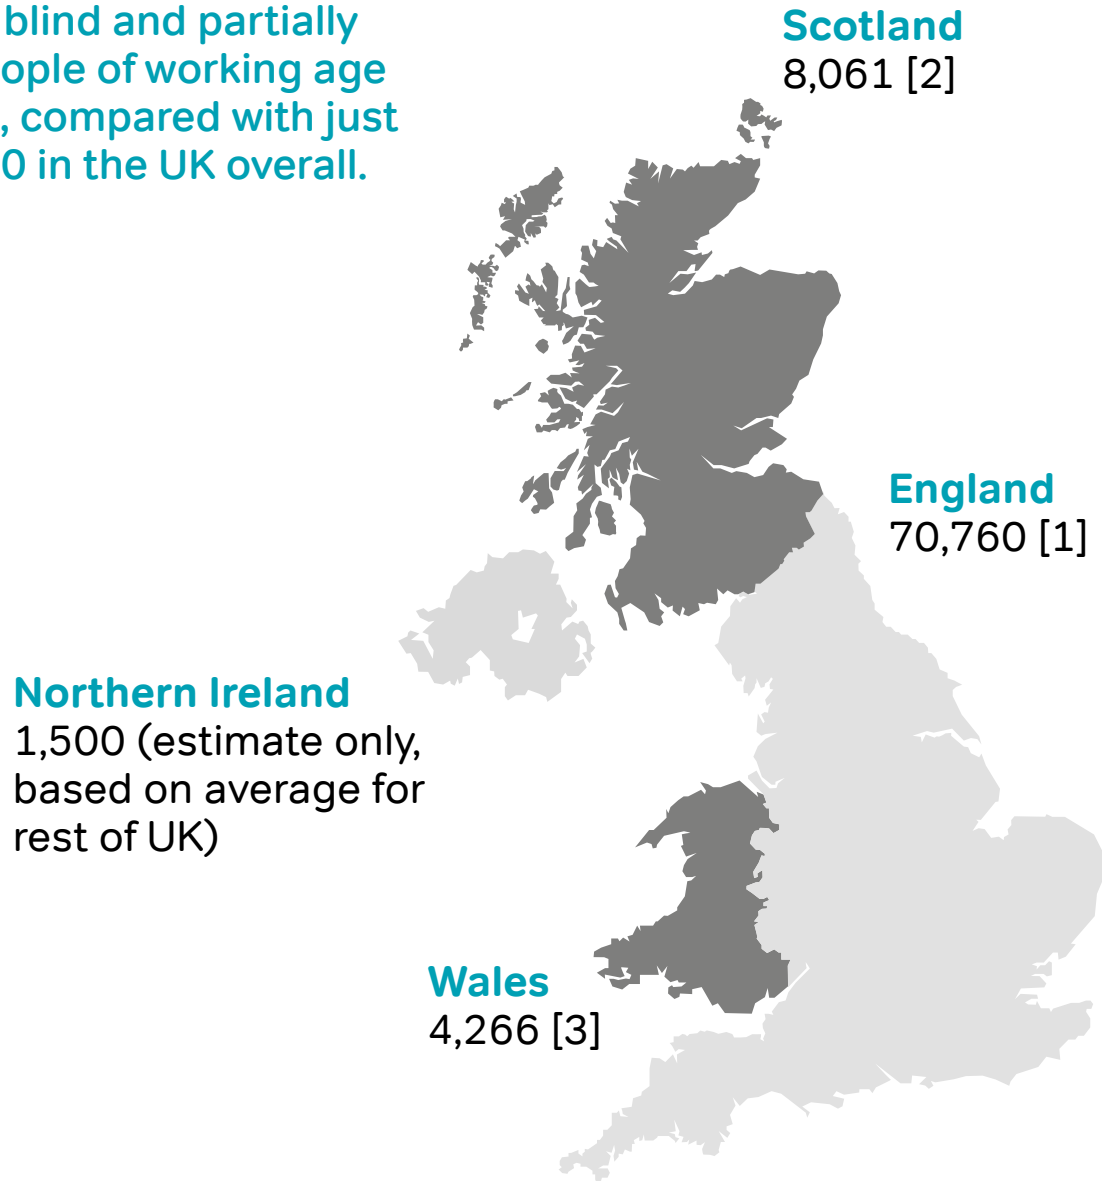 blind and partially
ople of working age
, compared with just
0 in the UK overall.
Scotland
8,061 [2]
England
70,760 [1]
Northern Ireland
1,500 (estimate only,
based on average for
rest of UK)
Wales
4,266 [3]